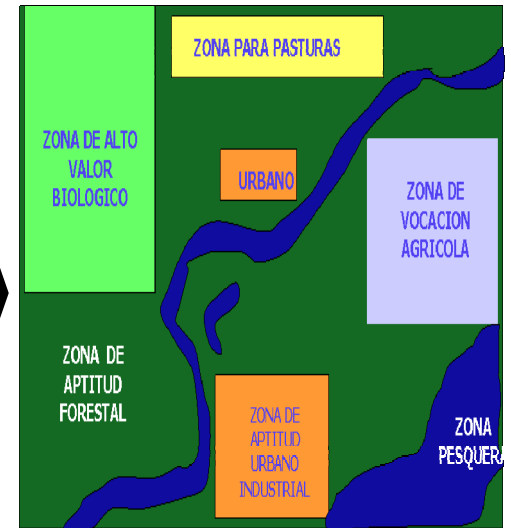 ZONA PARA PASTURAS
ZONA DE ALTO
VALOR
BIOLOGICO
URBANO
ZONA DE
VOCACION
AGRICOLA
ZONA DE
APTITUD
FORESTAL
ZONA DE
APTITUD
URBANO
INDUSTRIAL
ZONA
PESQUERA